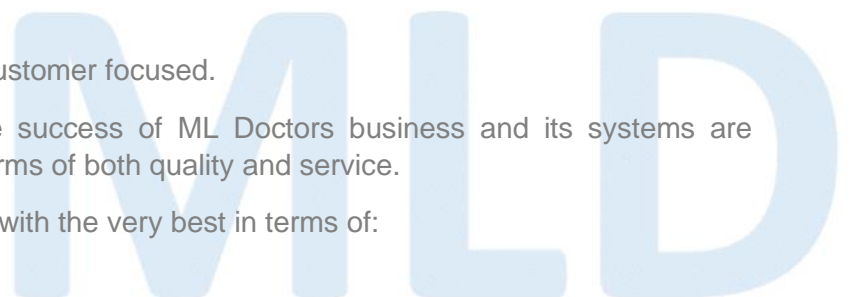 MLD
ustomer focused.
e success of ML Doctors business and its systems are
rms of both quality and service.
with the very best in terms of: